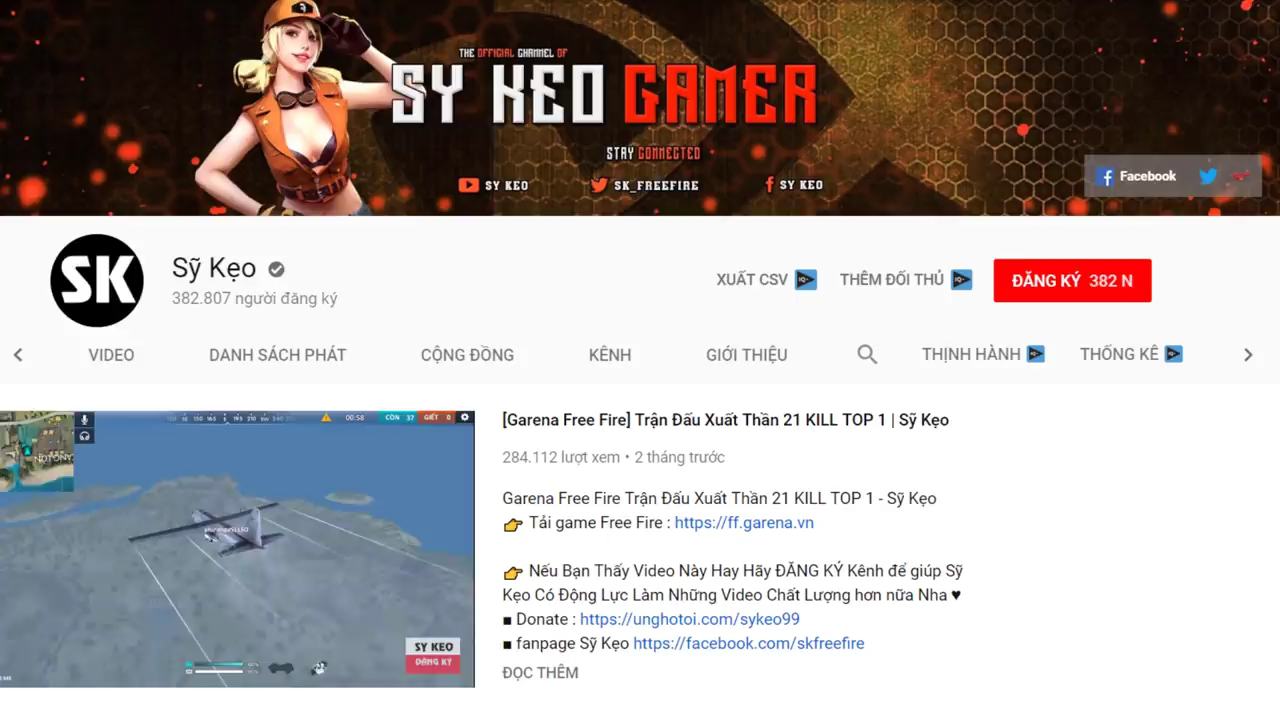 THE OFFICIAL CHANNEL OF
SY KEO GAMER
STAY CONNECTED
SY KEO
SK_FREEFIRE
SY KEO
Facebook
SK
Sỹ Kẹo
382.807 người đăng ký
XUẤT CSV
THÊM ĐỐI THỦ
ĐĂNG KÝ 382 N
VIDEO
DANH SÁCH PHÁT
CỘNG ĐỒNG
KÊNH
GIỚI THIỆU
THỊNH HÀNH
THỐNG KÊ
00:58
CÒN 37
GIẾT 0
SY KEO
ĐĂNG KÝ
[Garena Free Fire] Trận Đấu Xuất Thần 21 KILL TOP 1 | Sỹ Kẹo
284.112 lượt xem • 2 tháng trước
Garena Free Fire Trận Đấu Xuất Thần 21 KILL TOP 1 - Sỹ Kẹo
👉 Tải game Free Fire : https://ff.garena.vn
👉 Nếu Bạn Thấy Video Này Hay Hãy ĐĂNG KÝ Kênh để giúp Sỹ
Kẹo Có Động Lực Làm Những Video Chất Lượng hơn nữa Nha ♥
■ Donate : https://unghotoi.com/sykeo99
■ fanpage Sỹ Kẹo https://facebook.com/skfreefire
ĐỌC THÊM